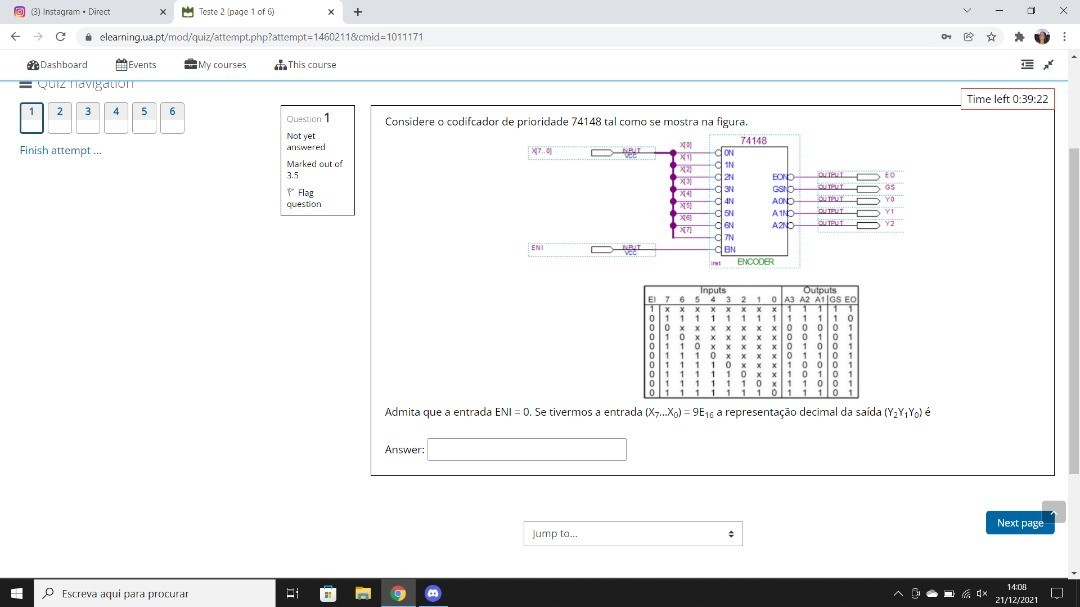 (3) Instagram • Direct
Teste 2 (page 1 of 6)
elearning.ua.pt/mod/quiz/attempt.php?attempt=1460211&cmid=1011171
Dashboard Events My courses This course
Quiz navigation
1 2 3 4 5 6
Finish attempt ...
Time left 0:39:22
Question 1
Not yet
answered
Marked out of
3.5
Flag
question
Considere o codifcador de prioridade 74148 tal como se mostra na figura.
74148
X[7..0] INPUT VCC
X[0] 0N
X[1] 1N
X[2] 2N EON OUTPUT EO
X[3] 3N GSN OUTPUT GS
X[4] 4N A0N OUTPUT Y0
X[5] 5N A1N OUTPUT Y1
X[6] 6N A2N OUTPUT Y2
X[7] 7N
ENI INPUT VCC EIN
inst ENCODER
Inputs Outputs
EI 7 6 5 4 3 2 1 0 A3 A2 A1 GS EO
1 x x x x x x x x 1 1 1 1 1
0 1 1 1 1 1 1 1 1 1 1 1 1 0
0 0 x x x x x x x 0 0 0 0 1
0 1 0 x x x x x x 0 0 1 0 1
0 1 1 0 x x x x x 0 1 0 0 1
0 1 1 1 0 x x x x 0 1 1 0 1
0 1 1 1 1 0 x x x 1 0 0 0 1
0 1 1 1 1 1 0 x x 1 0 1 0 1
0 1 1 1 1 1 1 0 x 1 1 0 0 1
0 1 1 1 1 1 1 1 0 1 1 1 0 1
Admita que a entrada ENI = 0. Se tivermos a entrada (X₇...X₀) = 9E₁₆ a representação decimal da saída (Y₂Y₁Y₀) é
Answer:
Next page
Jump to...
Escreva aqui para procurar
14:08
21/12/2021